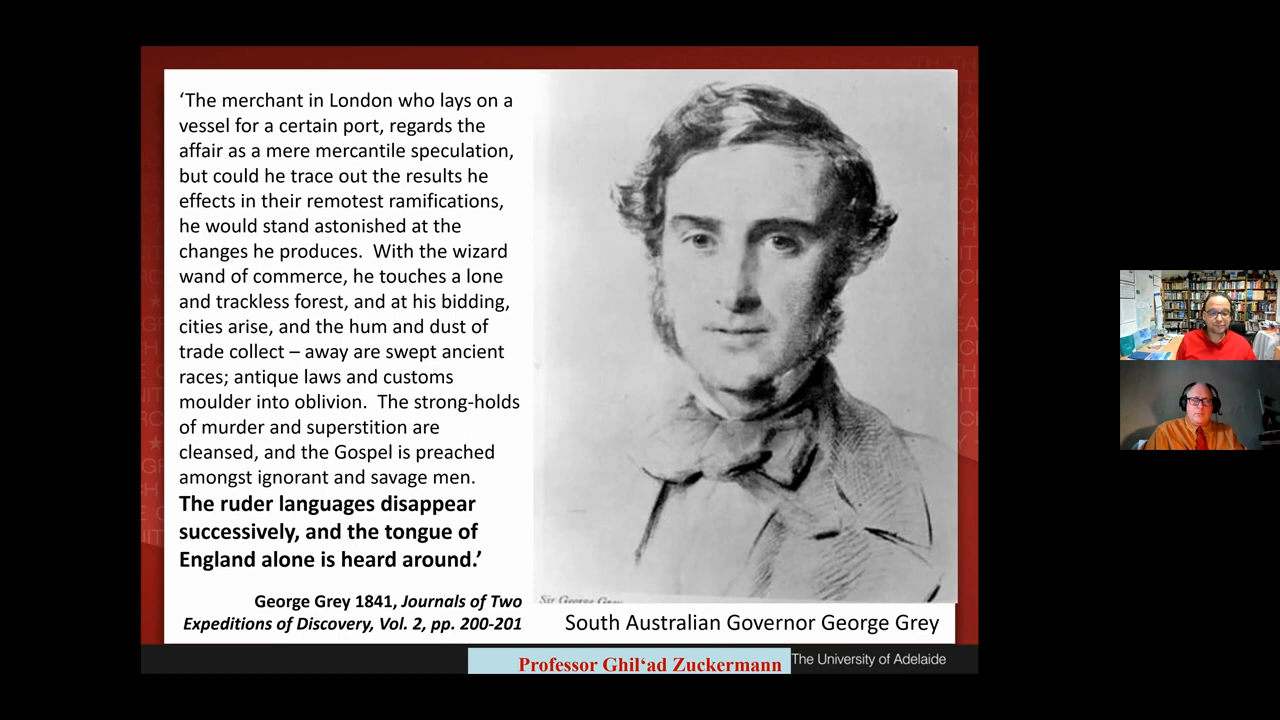 ‘The merchant in London who lays on a
vessel for a certain port, regards the
affair as a mere mercantile speculation,
but could he trace out the results he
effects in their remotest ramifications,
he would stand astonished at the
changes he produces.  With the wizard
wand of commerce, he touches a lone
and trackless forest, and at his bidding,
cities arise, and the hum and dust of
trade collect – away are swept ancient
races; antique laws and customs
moulder into oblivion.  The strong-holds
of murder and superstition are
cleansed, and the Gospel is preached
amongst ignorant and savage men.
The ruder languages disappear
successively, and the tongue of
England alone is heard around.’
George Grey 1841, Journals of Two
Expeditions of Discovery, Vol. 2, pp. 200-201
Sir George Grey
South Australian Governor George Grey
Professor Ghil‘ad Zuckermann
The University of Adelaide